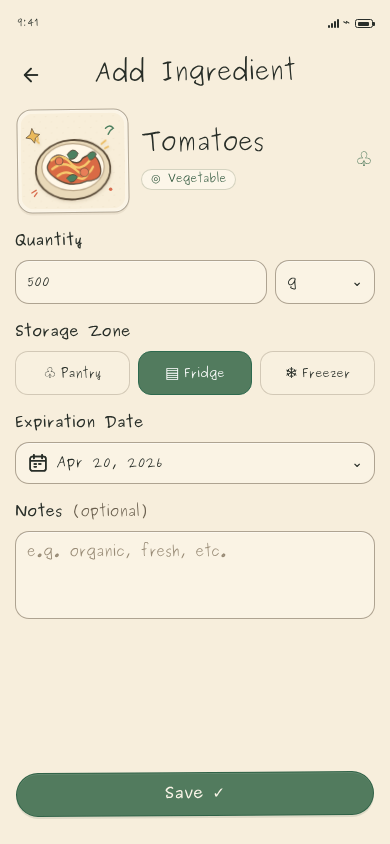 9:41
Add Ingredient
Tomatoes
Vegetable
Quantity
500
g
Storage Zone
Pantry
Fridge
Freezer
Expiration Date
Apr 20, 2026
Notes (optional)
e.g. organic, fresh, etc.
Save ✓